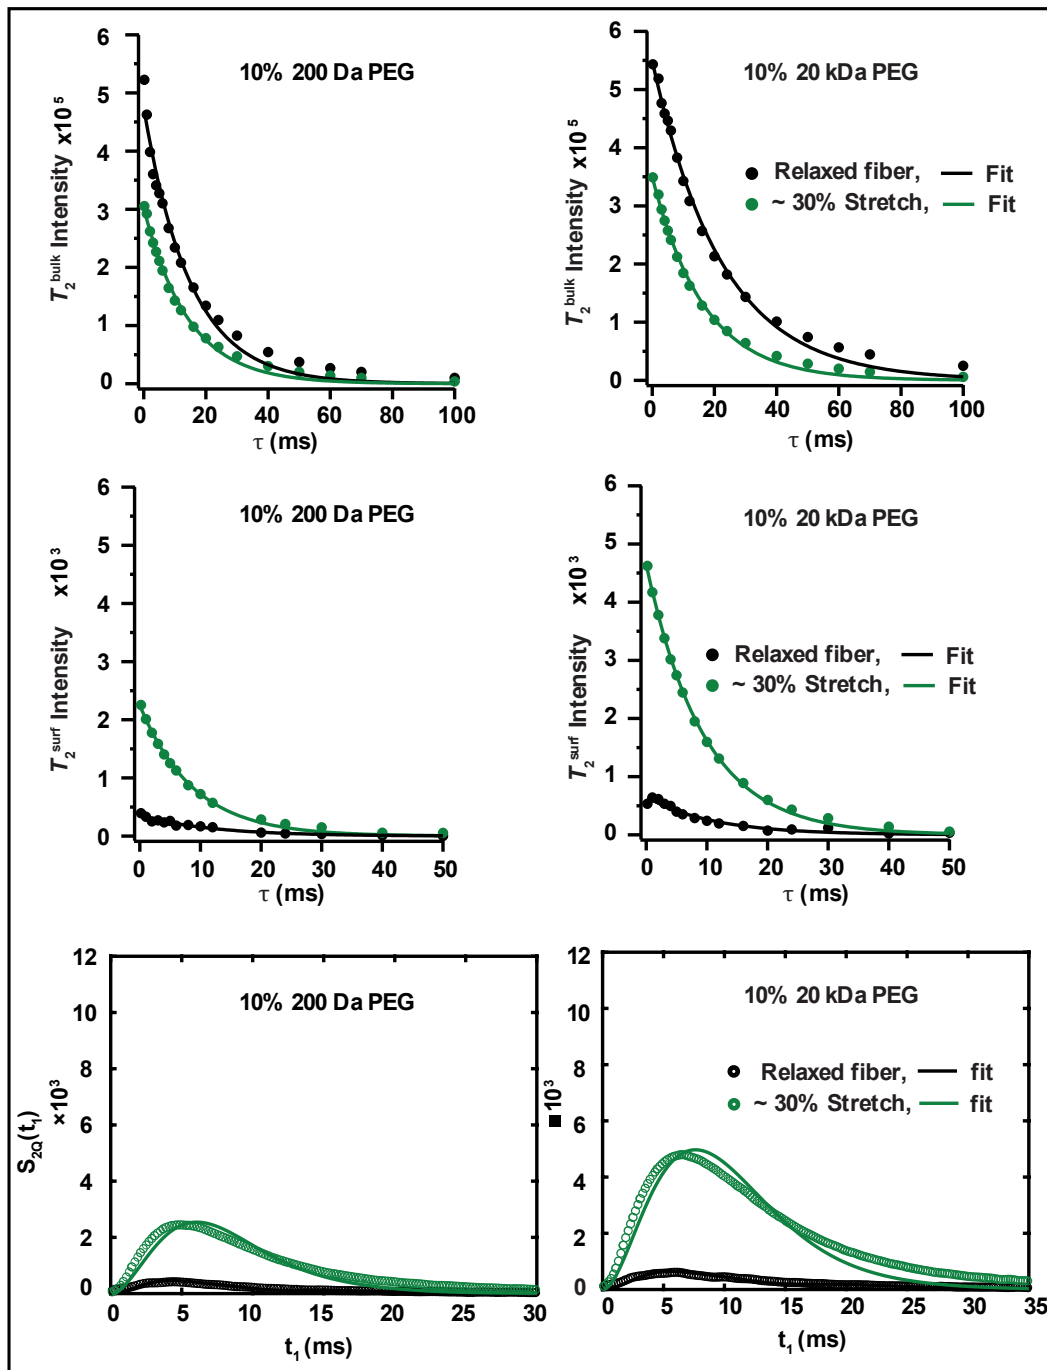 10% 200 Da PEG
T₂ᵇᵘˡᵏ Intensity x10⁵
6
5
4
3
2
1
0
0 20 40 60 80 100
τ (ms)
10% 20 kDa PEG
T₂ᵇᵘˡᵏ Intensity x10⁵
6
5
4
3
2
1
0
Relaxed fiber, Fit
~ 30% Stretch, Fit
0 20 40 60 80 100
τ (ms)
10% 200 Da PEG
T₂ˢᵘʳᶠ Intensity x10³
6
5
4
3
2
1
0
0 10 20 30 40 50
τ (ms)
10% 20 kDa PEG
T₂ˢᵘʳᶠ Intensity x10³
6
5
4
3
2
1
0
Relaxed fiber, Fit
~ 30% Stretch, Fit
0 10 20 30 40 50
τ (ms)
10% 200 Da PEG
S₂Q(t₁) ×10³
12
10
8
6
4
2
0
0 5 10 15 20 25 30
t₁ (ms)
10% 20 kDa PEG
■ 10³
12
10
8
6
4
2
0
Relaxed fiber, fit
~ 30% Stretch, fit
0 5 10 15 20 25 30 35
t₁ (ms)